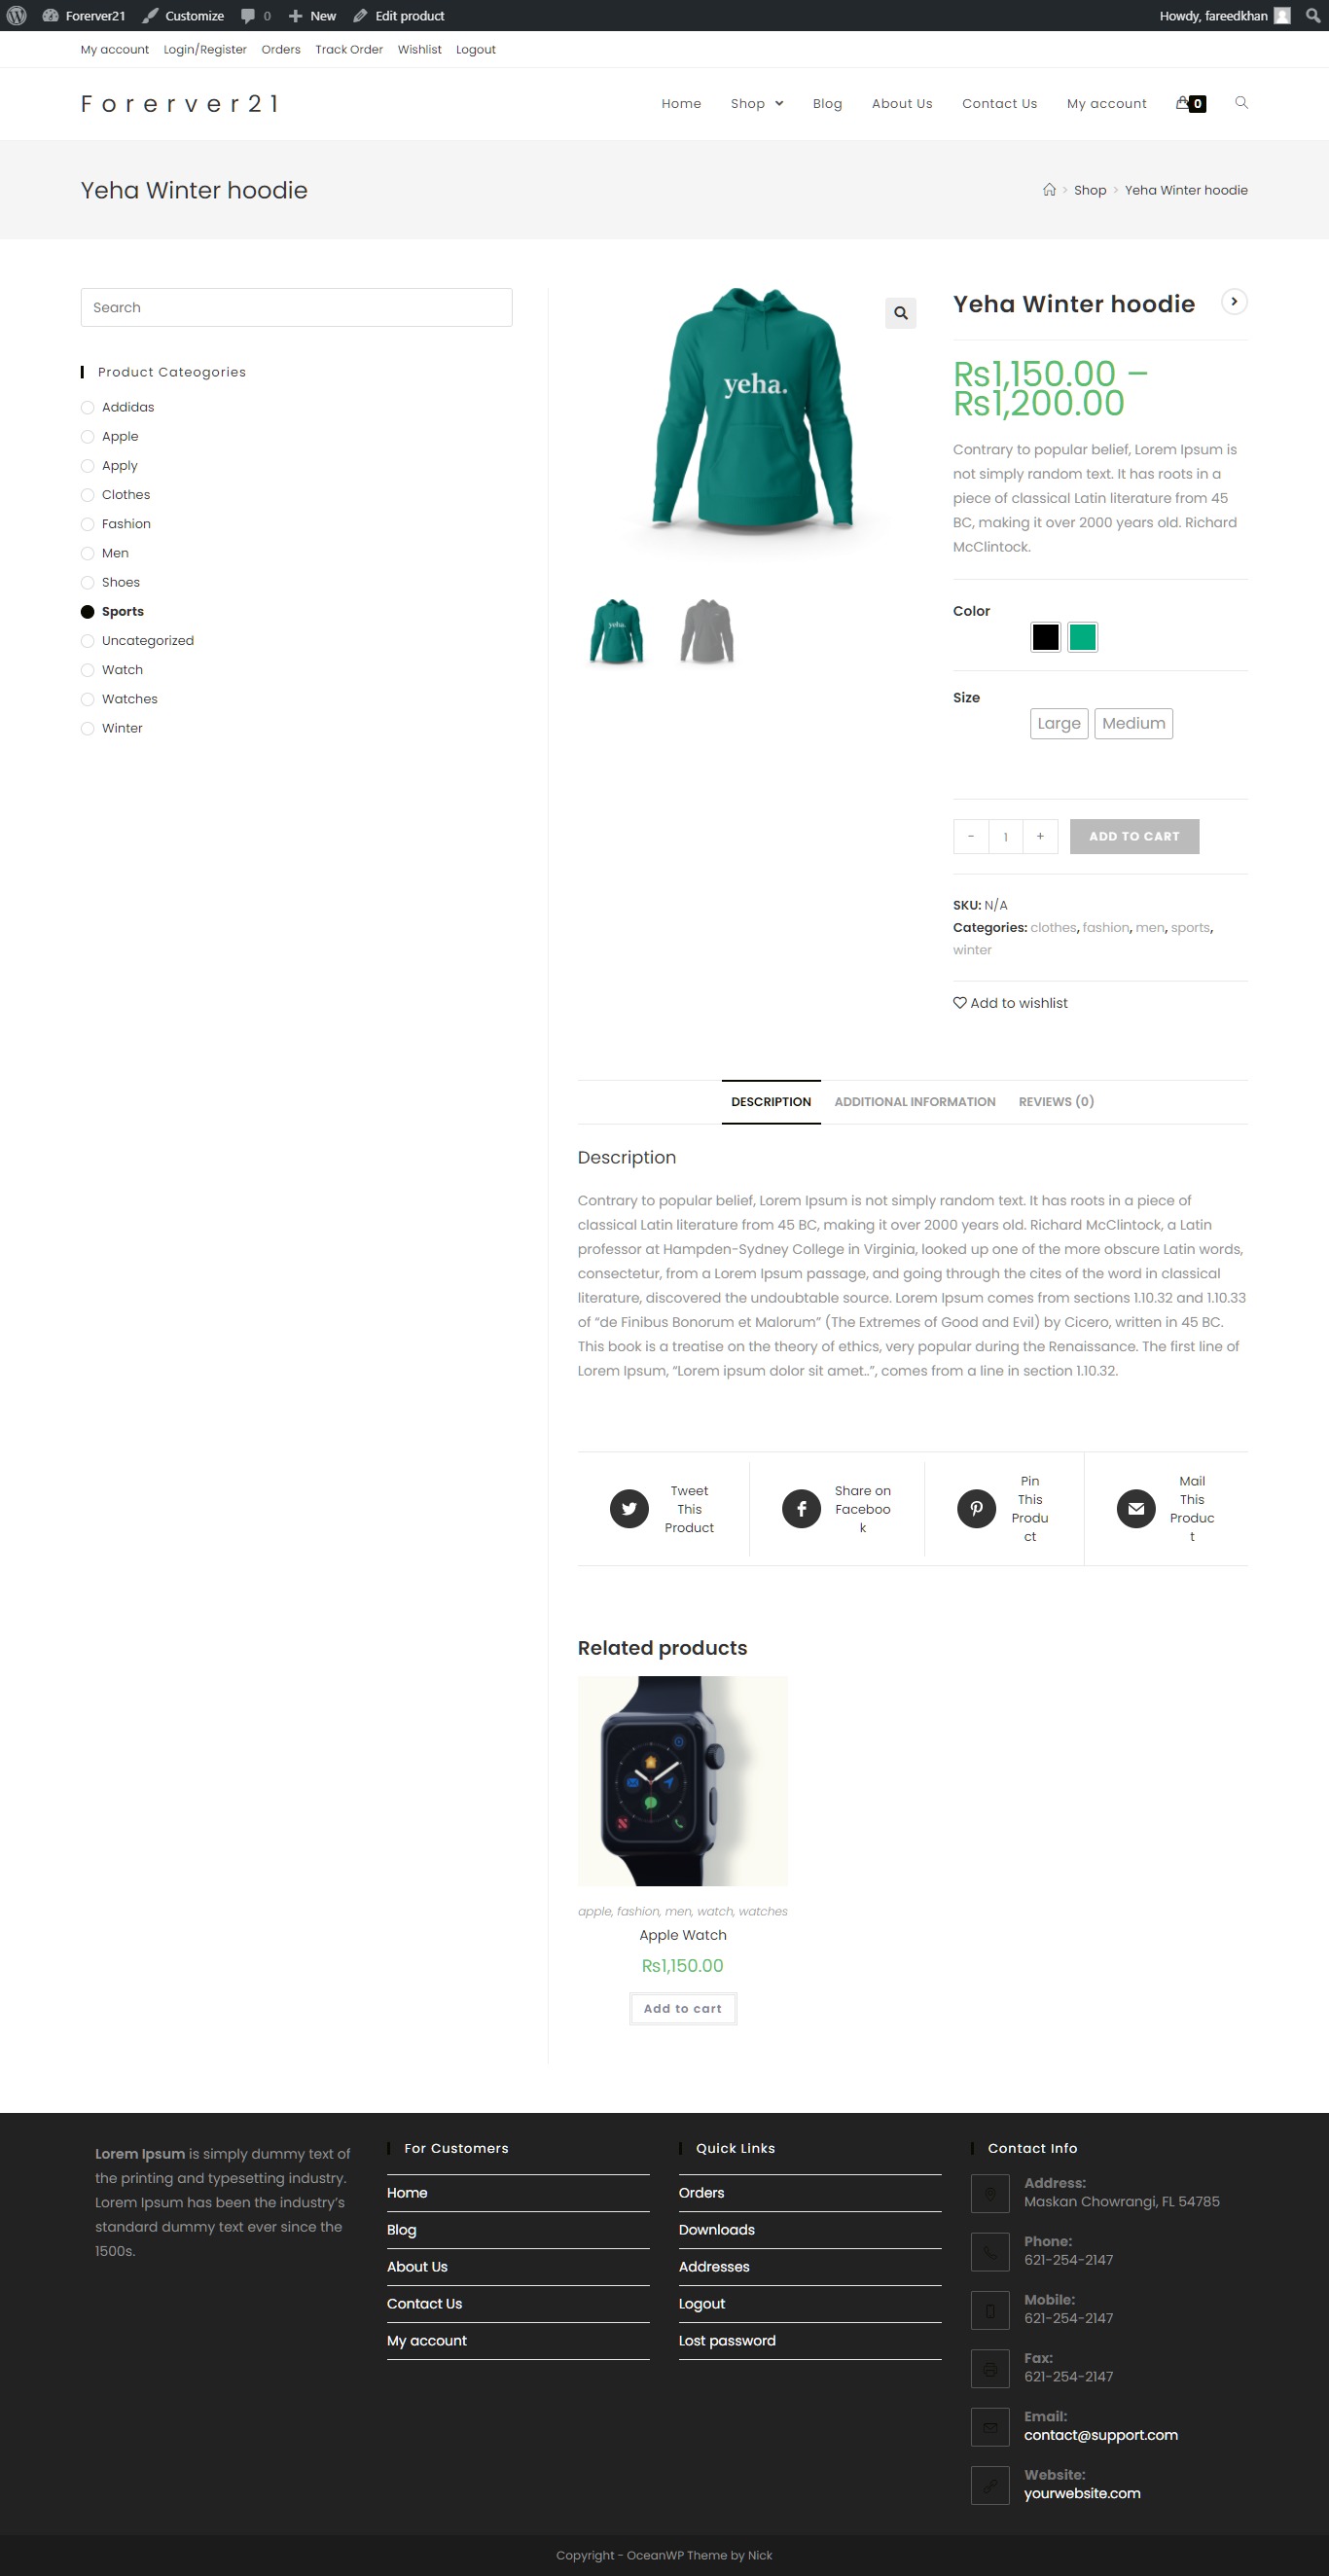 Forerver21 Customize 0 New Edit product Howdy, fareedkhan
My account Login/Register Orders Track Order Wishlist Logout
Forerver21
Home Shop Blog About Us Contact Us My account 0
Yeha Winter hoodie
> Shop > Yeha Winter hoodie
Search
Product Cateogories
Addidas
Apple
Apply
Clothes
Fashion
Men
Shoes
Sports
Uncategorized
Watch
Watches
Winter
yeha.
yeha.
Yeha Winter hoodie
₨1,150.00 –
₨1,200.00
Contrary to popular belief, Lorem Ipsum is
not simply random text. It has roots in a
piece of classical Latin literature from 45
BC, making it over 2000 years old. Richard
McClintock.
Color
Size
Large Medium
- 1 + ADD TO CART
SKU: N/A
Categories: clothes, fashion, men, sports,
winter
Add to wishlist
DESCRIPTION ADDITIONAL INFORMATION REVIEWS (0)
Description
Contrary to popular belief, Lorem Ipsum is not simply random text. It has roots in a piece of
classical Latin literature from 45 BC, making it over 2000 years old. Richard McClintock, a Latin
professor at Hampden-Sydney College in Virginia, looked up one of the more obscure Latin words,
consectetur, from a Lorem Ipsum passage, and going through the cites of the word in classical
literature, discovered the undoubtable source. Lorem Ipsum comes from sections 1.10.32 and 1.10.33
of “de Finibus Bonorum et Malorum” (The Extremes of Good and Evil) by Cicero, written in 45 BC.
This book is a treatise on the theory of ethics, very popular during the Renaissance. The first line of
Lorem Ipsum, “Lorem ipsum dolor sit amet..”, comes from a line in section 1.10.32.
Tweet
This
Product
Share on
Faceboo
k
Pin
This
Produ
ct
Mail
This
Produc
t
Related products
apple, fashion, men, watch, watches
Apple Watch
₨1,150.00
Add to cart
Lorem Ipsum is simply dummy text of
the printing and typesetting industry.
Lorem Ipsum has been the industry’s
standard dummy text ever since the
1500s.
For Customers
Home
Blog
About Us
Contact Us
My account
Quick Links
Orders
Downloads
Addresses
Logout
Lost password
Contact Info
Address:
Maskan Chowrangi, FL 54785
Phone:
621-254-2147
Mobile:
621-254-2147
Fax:
621-254-2147
Email:
contact@support.com
Website:
yourwebsite.com
Copyright - OceanWP Theme by Nick